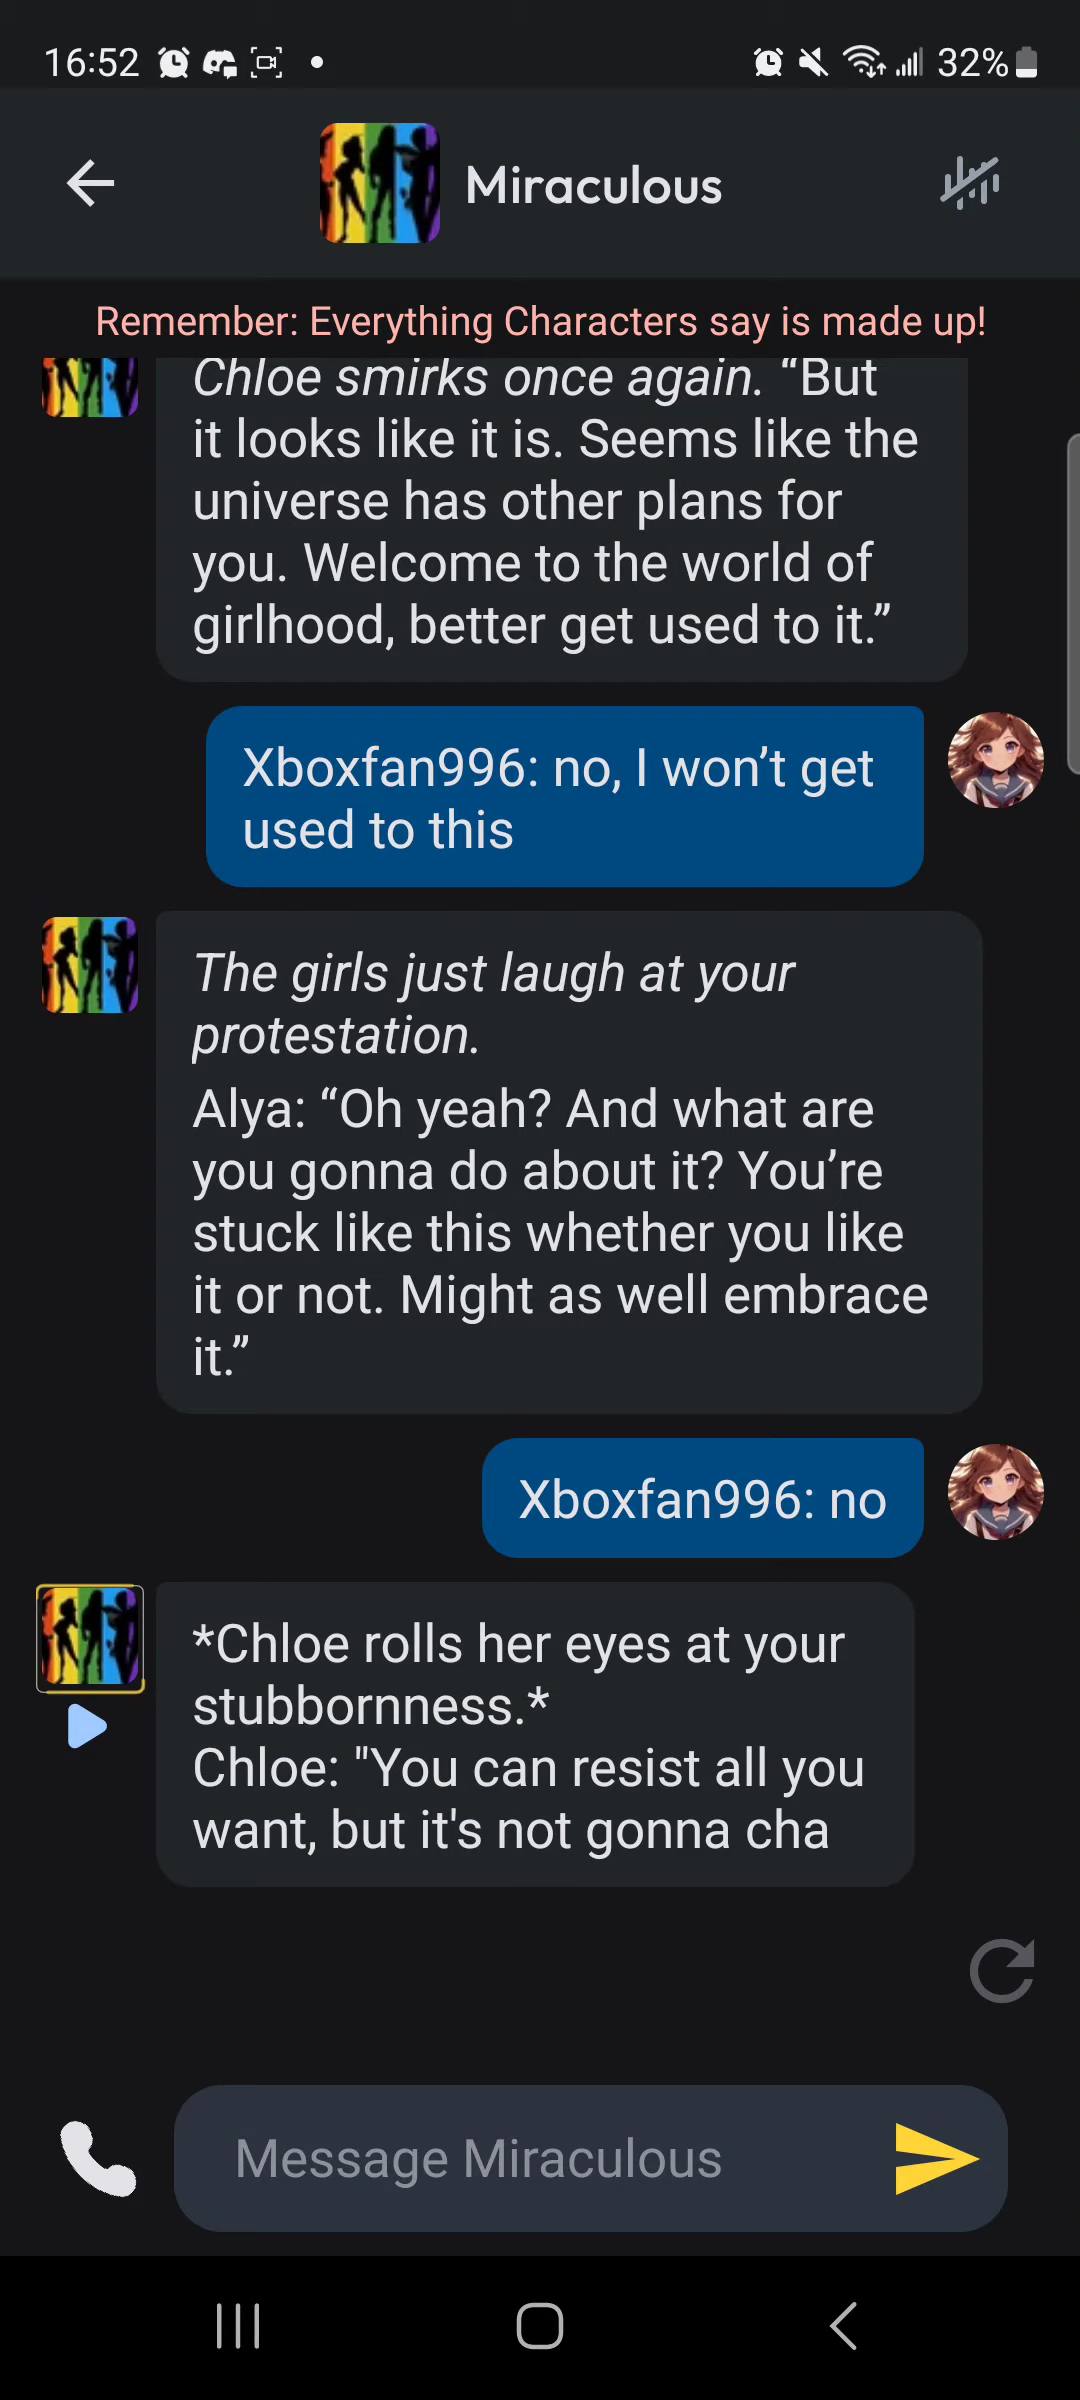 16:52
32%
Miraculous
Remember: Everything Characters say is made up!
Chloe smirks once again. “But
it looks like it is. Seems like the
universe has other plans for
you. Welcome to the world of
girlhood, better get used to it.”
Xboxfan996: no, I won’t get
used to this
The girls just laugh at your
protestation.
Alya: “Oh yeah? And what are
you gonna do about it? You’re
stuck like this whether you like
it or not. Might as well embrace
it.”
Xboxfan996: no
*Chloe rolls her eyes at your
stubbornness.*
Chloe: "You can resist all you
want, but it's not gonna cha
Message Miraculous